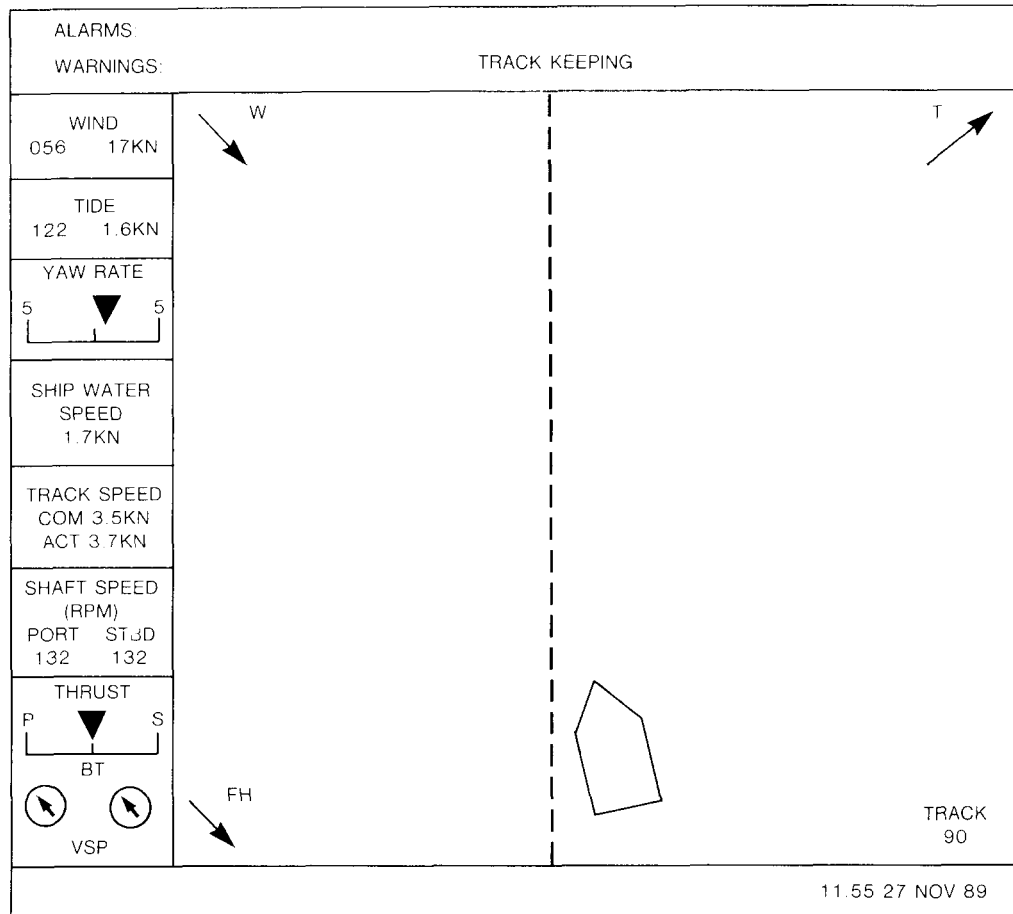 ALARMS:
WARNINGS:
TRACK KEEPING
WIND
056 17KN
TIDE
122 1.6KN
YAW RATE
5 5
SHIP WATER
SPEED
1.7KN
TRACK SPEED
COM 3.5KN
ACT 3.7KN
SHAFT SPEED
(RPM)
PORT STBD
132 132
THRUST
P S
BT
VSP
W
T
FH
TRACK
90
11.55 27 NOV 89